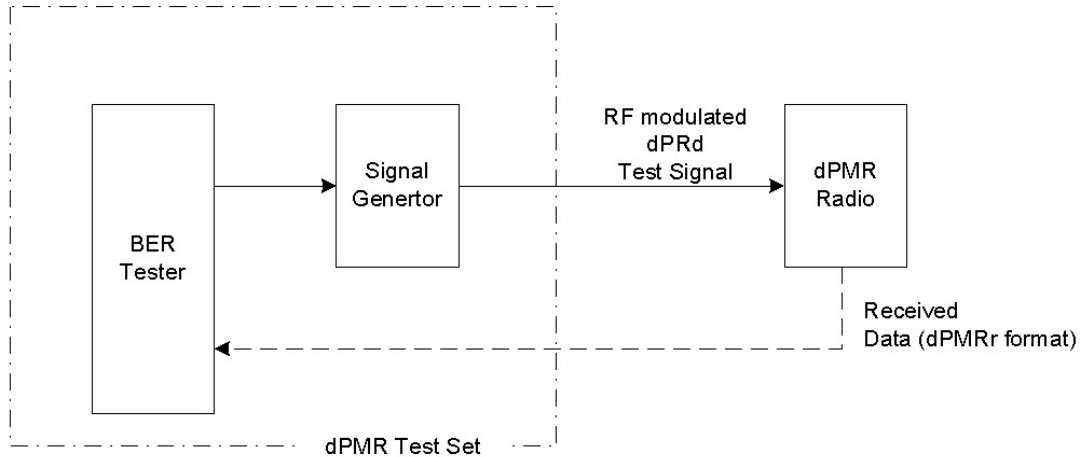 RF modulated
dPRd
Test Signal
Signal
Genertor
dPMR
Radio
BER
Tester
Received
Data (dPMRr format)
dPMR Test Set